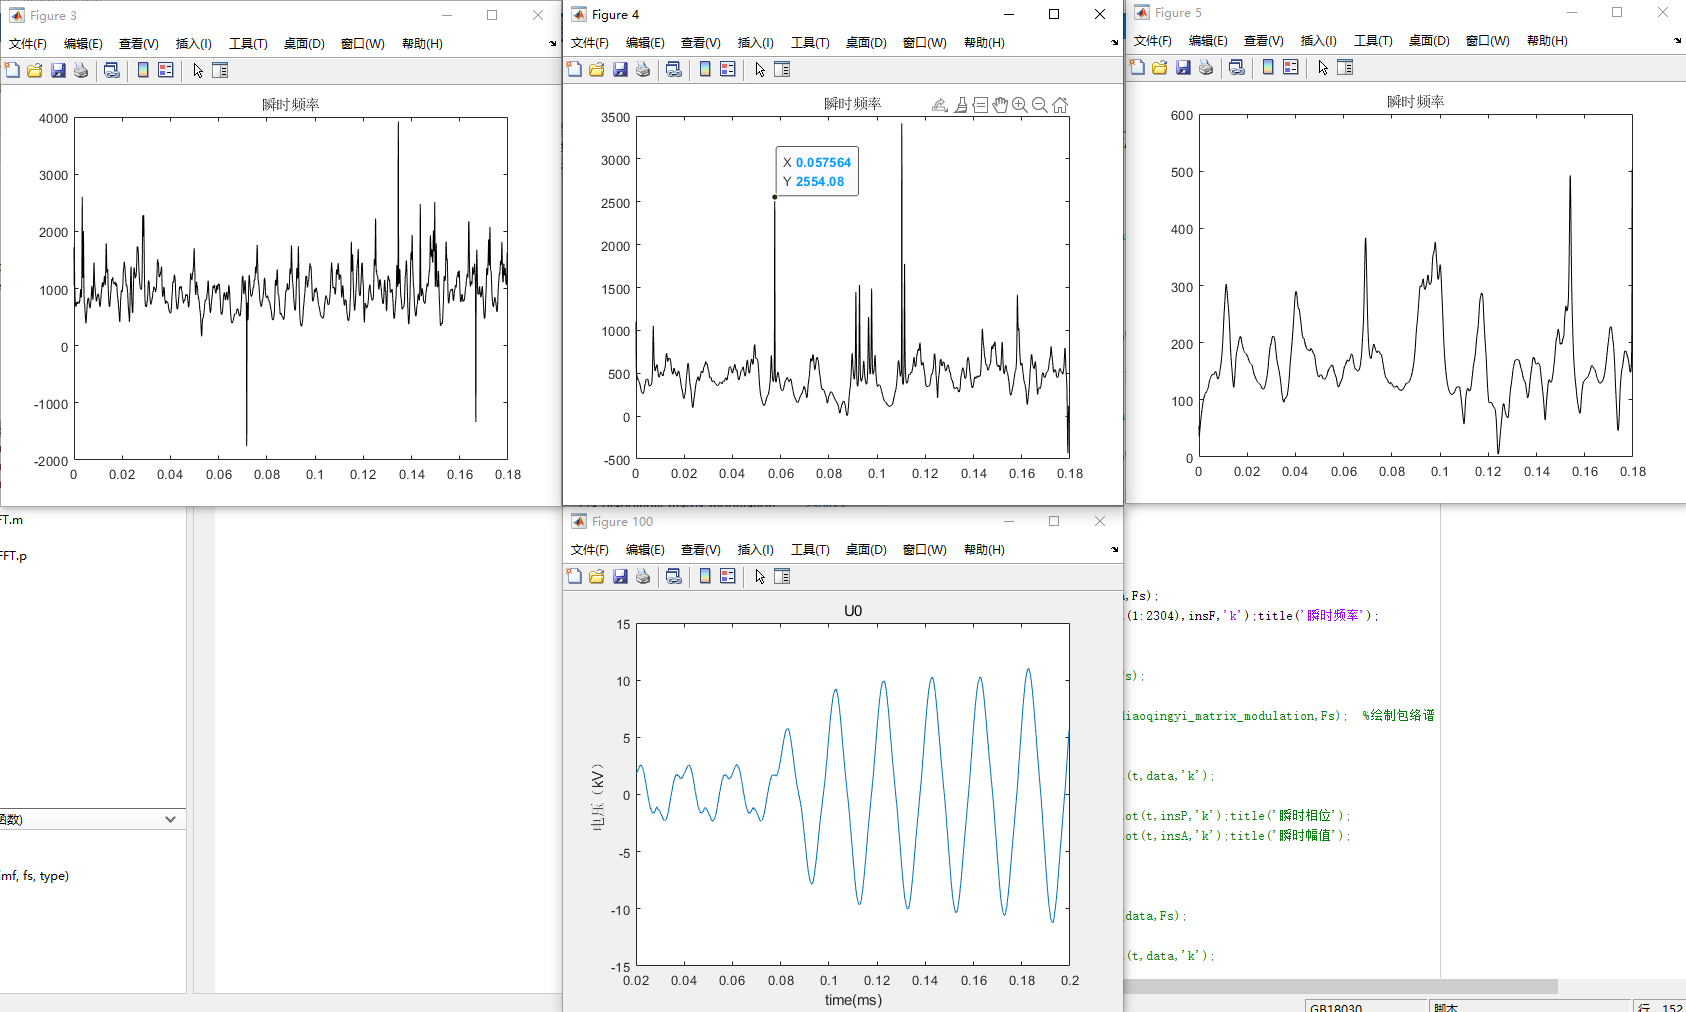 Figure 3
文件(F) 编辑(E) 查看(V) 插入(I) 工具(T) 桌面(D) 窗口(W) 帮助(H)
瞬时频率
4000
3000
2000
1000
0
-1000
-2000
0 0.02 0.04 0.06 0.08 0.1 0.12 0.14 0.16 0.18
Figure 4
文件(F) 编辑(E) 查看(V) 插入(I) 工具(T) 桌面(D) 窗口(W) 帮助(H)
瞬时频率
X 0.057564
Y 2554.08
3500
3000
2500
2000
1500
1000
500
0
-500
0 0.02 0.04 0.06 0.08 0.1 0.12 0.14 0.16 0.18
Figure 5
文件(F) 编辑(E) 查看(V) 插入(I) 工具(T) 桌面(D) 窗口(W) 帮助(H)
瞬时频率
600
500
400
300
200
100
0
0 0.02 0.04 0.06 0.08 0.1 0.12 0.14 0.16 0.18
FT.m
FFT.p
函数)
mf, fs, type)
Figure 100
文件(F) 编辑(E) 查看(V) 插入(I) 工具(T) 桌面(D) 窗口(W) 帮助(H)
U0
15
10
5
0
-5
-10
-15
电压（kV）
0.02 0.04 0.06 0.08 0.1 0.12 0.14 0.16 0.18 0.2
time(ms)
,Fs);
(1:2304),insF,'k');title('瞬时频率');
s);
iaoqingyi_matrix_modulation,Fs); %绘制包络谱
(t,data,'k');
ot(t,insP,'k');title('瞬时相位');
ot(t,insA,'k');title('瞬时幅值');
data,Fs);
(t,data,'k');
GB18030 脚本 行 152